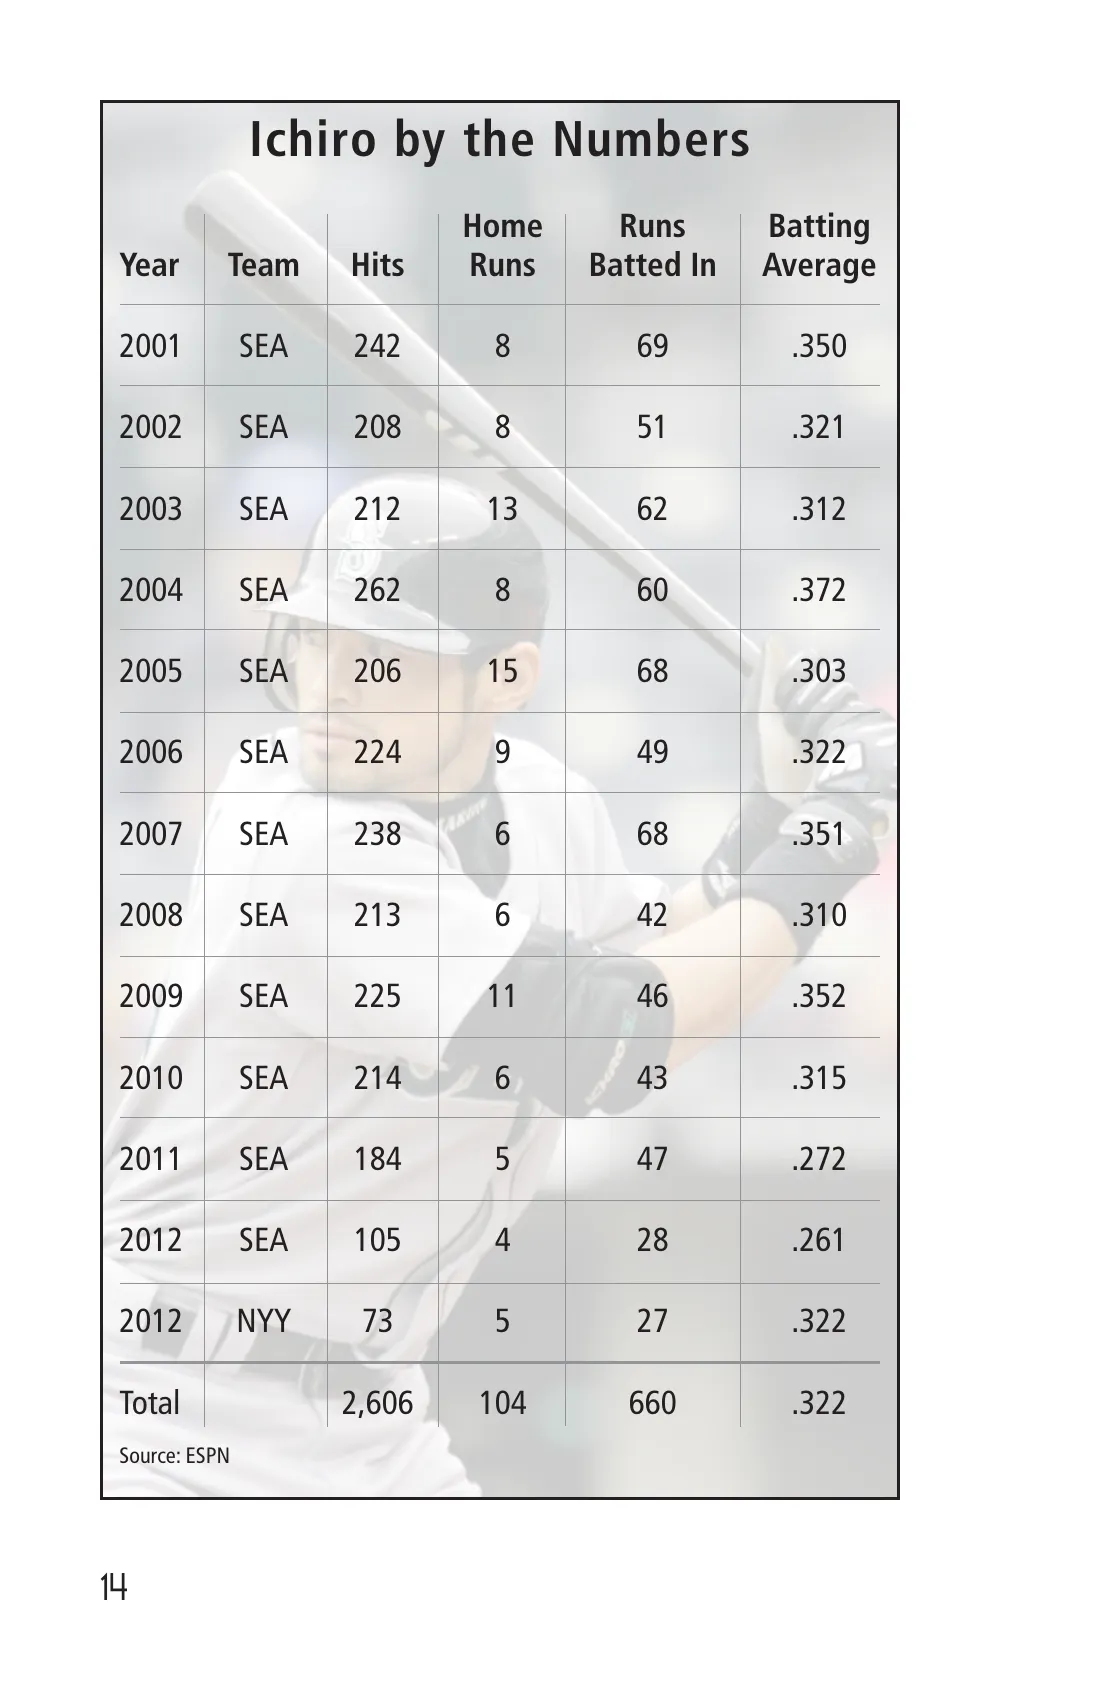 Ichiro by the Numbers
Year Team Hits Home Runs Runs Batted In Batting Average
2001 SEA 242 8 69 .350
2002 SEA 208 8 51 .321
2003 SEA 212 13 62 .312
2004 SEA 262 8 60 .372
2005 SEA 206 15 68 .303
2006 SEA 224 9 49 .322
2007 SEA 238 6 68 .351
2008 SEA 213 6 42 .310
2009 SEA 225 11 46 .352
2010 SEA 214 6 43 .315
2011 SEA 184 5 47 .272
2012 SEA 105 4 28 .261
2012 NYY 73 5 27 .322
Total 2,606 104 660 .322
Source: ESPN
14